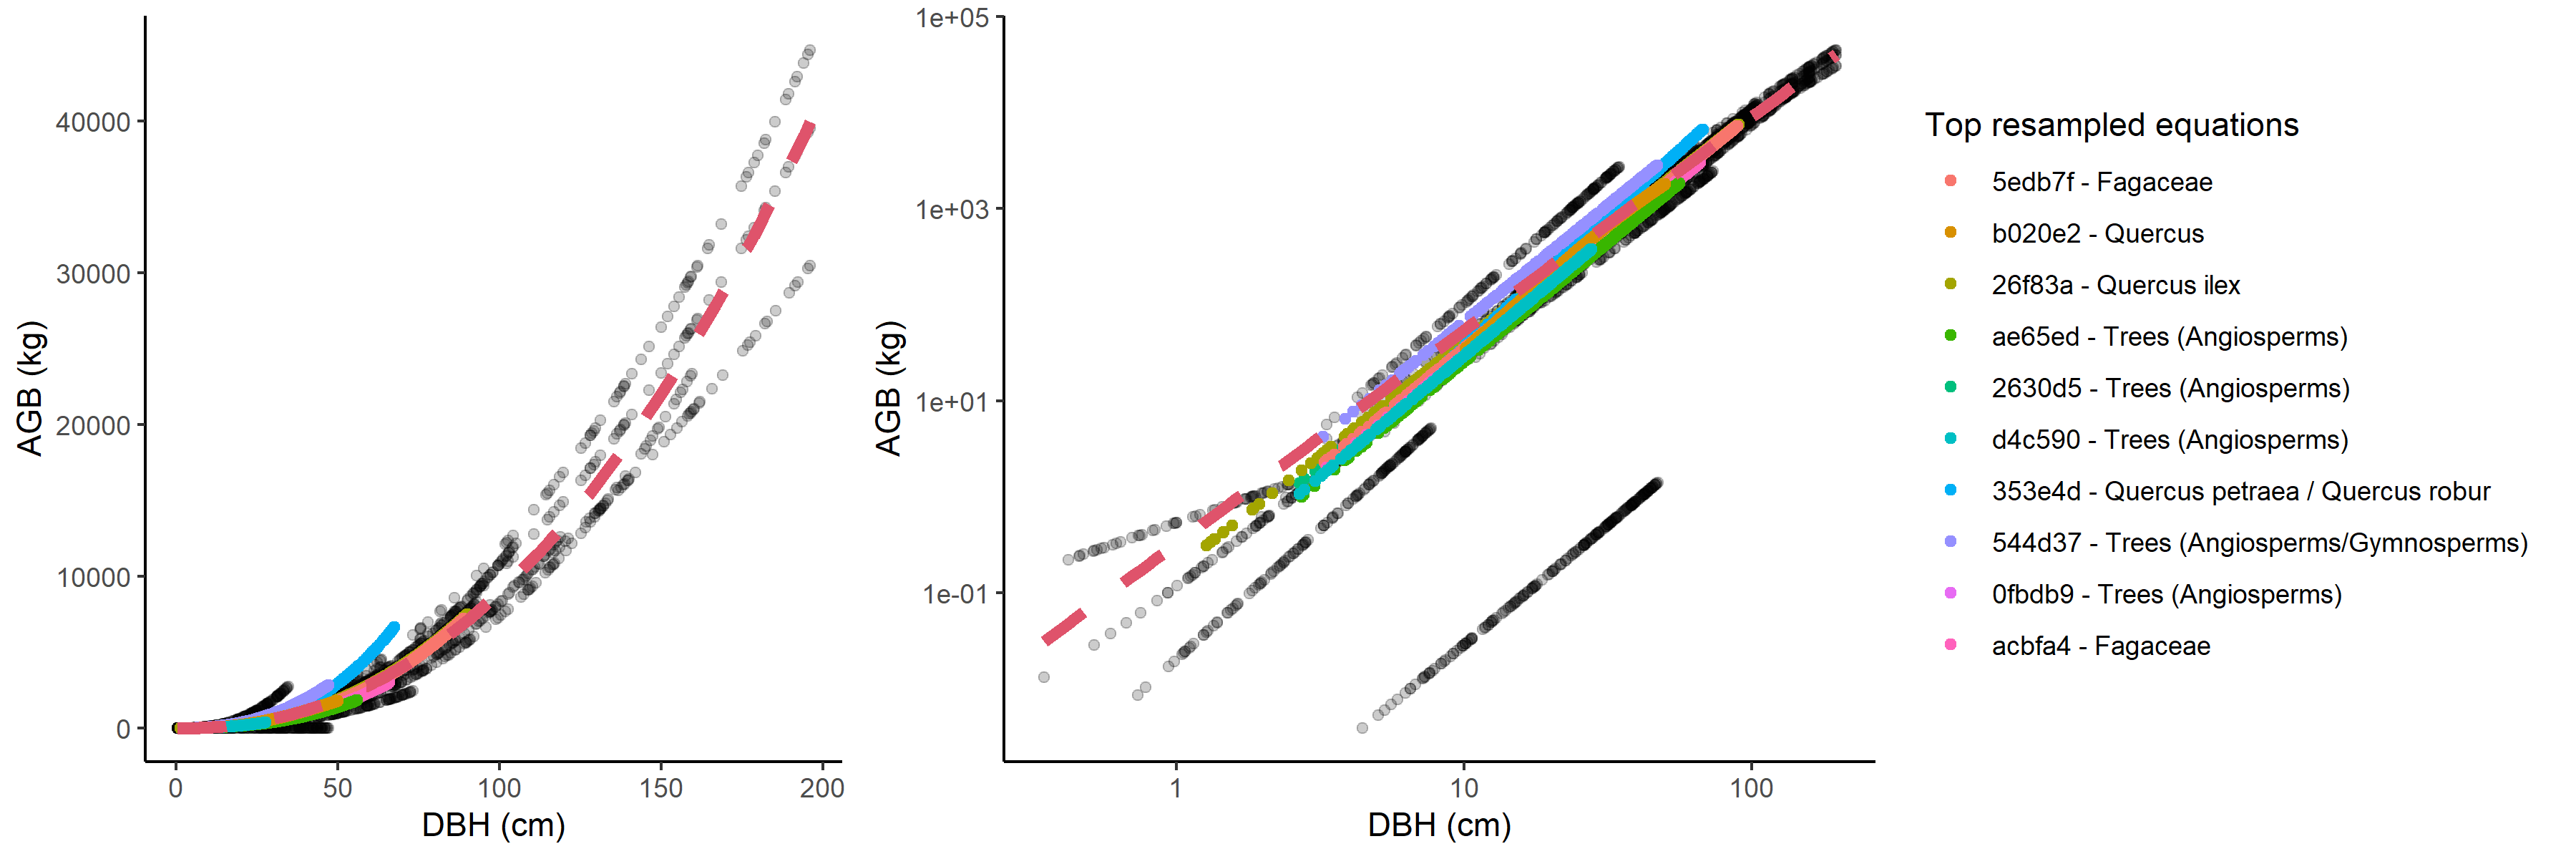 AGB (kg)
40000
30000
20000
10000
0
0 50 100 150 200
DBH (cm)
AGB (kg)
1e+05
1e+03
1e+01
1e-01
1 10 100
DBH (cm)
Top resampled equations
5edb7f - Fagaceae
b020e2 - Quercus
26f83a - Quercus ilex
ae65ed - Trees (Angiosperms)
2630d5 - Trees (Angiosperms)
d4c590 - Trees (Angiosperms)
353e4d - Quercus petraea / Quercus robur
544d37 - Trees (Angiosperms/Gymnosperms)
0fbdb9 - Trees (Angiosperms)
acbfa4 - Fagaceae